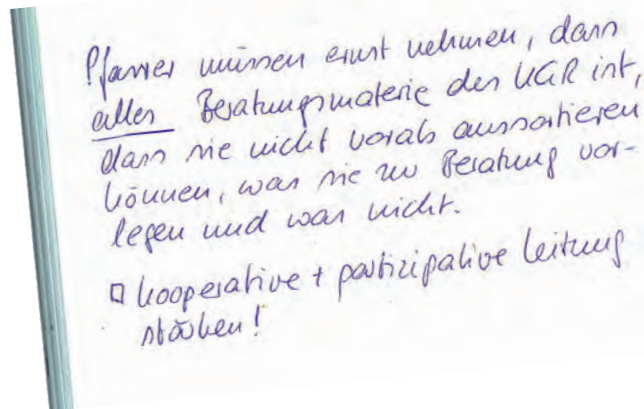 Pfarrer müssen ernst nehmen, dass
alles Beratungsmaterie des KGR ist,
dass sie nicht vorab aussortieren
können, was sie zur Beratung vor-
legen und was nicht.
□ kooperative + partizipative Leitung
stärken!